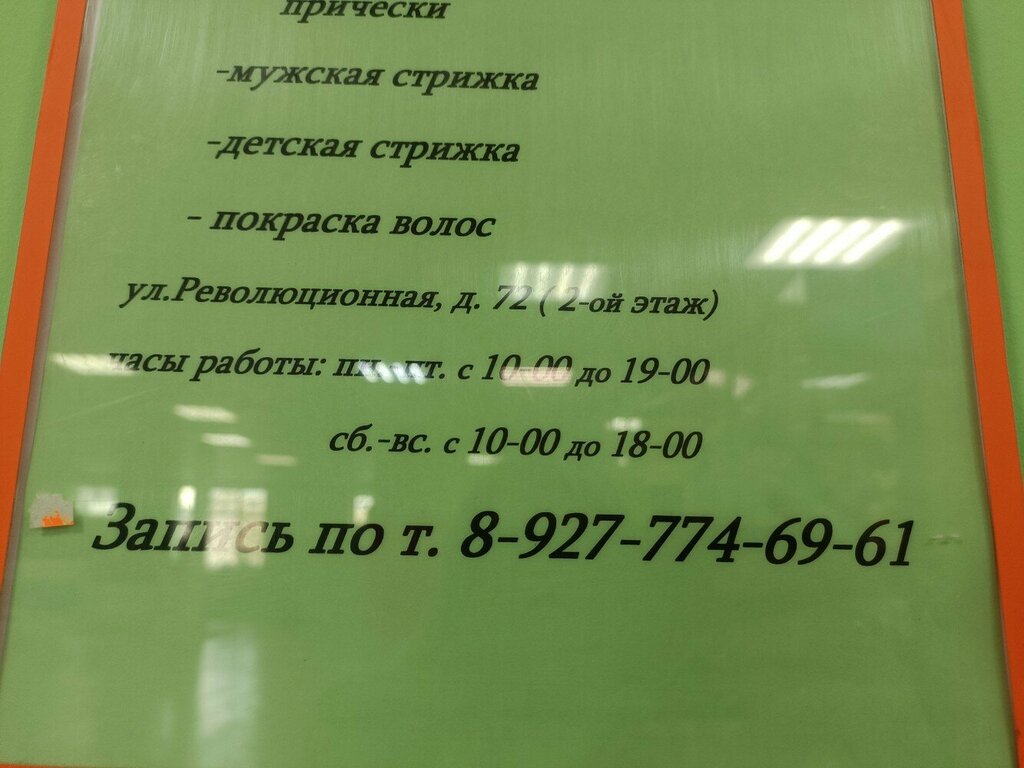 прически
-мужская стрижка
-детская стрижка
- покраска волос
ул.Революционная, д. 72 ( 2-ой этаж)
часы работы: пн.-пт. с 10-00 до 19-00
сб.-вс. с 10-00 до 18-00
Запись по т. 8-927-774-69-61